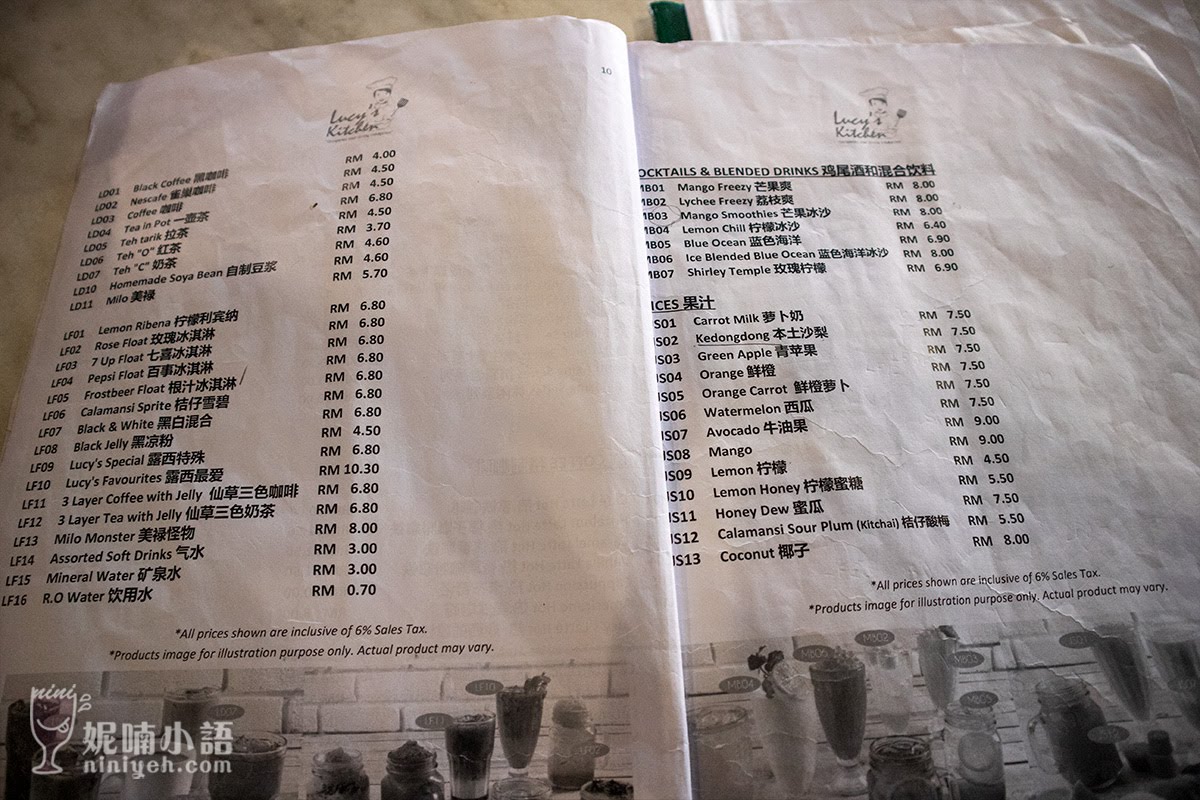 10
Lucy's
Kitchen
LD01 Black Coffee 黑咖啡 RM 4.00
LD02 Nescafe 雀巢咖啡 RM 4.50
LD03 Coffee 咖啡 RM 4.50
LD04 Tea in Pot 一壶茶 RM 6.80
LD05 Teh tarik 拉茶 RM 4.50
LD06 Teh "O" 红茶 RM 3.70
LD07 Teh "C" 奶茶 RM 4.60
LD10 Homemade Soya Bean 自制豆浆 RM 4.60
LD11 Milo 美禄 RM 5.70
LF01 Lemon Ribena 柠檬利宾纳 RM 6.80
LF02 Rose Float 玫瑰冰淇淋 RM 6.80
LF03 7 Up Float 七喜冰淇淋 RM 6.80
LF04 Pepsi Float 百事冰淇淋 RM 6.80
LF05 Frostbeer Float 根汁冰淇淋 RM 6.80
LF06 Calamansi Sprite 桔仔雪碧 RM 6.80
LF07 Black & White 黑白混合 RM 6.80
LF08 Black Jelly 黑凉粉 RM 4.50
LF09 Lucy's Special 露西特殊 RM 6.80
LF10 Lucy's Favourites 露西最爱 RM 10.30
LF11 3 Layer Coffee with Jelly 仙草三色咖啡 RM 6.80
LF12 3 Layer Tea with Jelly 仙草三色奶茶 RM 6.80
LF13 Milo Monster 美禄怪物 RM 8.00
LF14 Assorted Soft Drinks 气水 RM 3.00
LF15 Mineral Water 矿泉水 RM 3.00
LF16 R.O Water 饮用水 RM 0.70
*All prices shown are inclusive of 6% Sales Tax.
*Products image for illustration purpose only. Actual product may vary.
LF10
LF11
nini
妮喃小語
niniyeh.com
Lucy's
Kitchen
OCKTAILS & BLENDED DRINKS 鸡尾酒和混合饮料
MB01 Mango Freezy 芒果爽 RM 8.00
MB02 Lychee Freezy 荔枝爽 RM 8.00
MB03 Mango Smoothies 芒果冰沙 RM 8.00
MB04 Lemon Chill 柠檬冰沙 RM 6.40
MB05 Blue Ocean 蓝色海洋 RM 6.90
MB06 Ice Blended Blue Ocean 蓝色海洋冰沙 RM 8.00
MB07 Shirley Temple 玫瑰柠檬 RM 6.90
ICES 果汁
JS01 Carrot Milk 萝卜奶 RM 7.50
JS02 Kedongdong 本土沙梨 RM 7.50
JS03 Green Apple 青苹果 RM 7.50
JS04 Orange 鲜橙 RM 7.50
JS05 Orange Carrot 鲜橙萝卜 RM 7.50
JS06 Watermelon 西瓜 RM 7.50
JS07 Avocado 牛油果 RM 9.00
JS08 Mango RM 9.00
JS09 Lemon 柠檬 RM 4.50
JS10 Lemon Honey 柠檬蜜糖 RM 5.50
JS11 Honey Dew 蜜瓜 RM 7.50
JS12 Calamansi Sour Plum (Kitchai) 桔仔酸梅 RM 5.50
JS13 Coconut 椰子 RM 8.00
*All prices shown are inclusive of 6% Sales Tax.
*Products image for illustration purpose only. Actual product may vary.
MB02
MB06
MB03
MB04